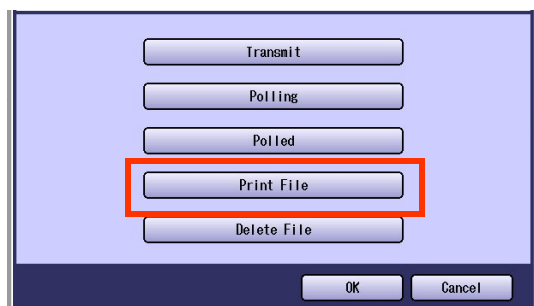 Transmit
Polling
Polled
Print File
Delete File
OK Cancel